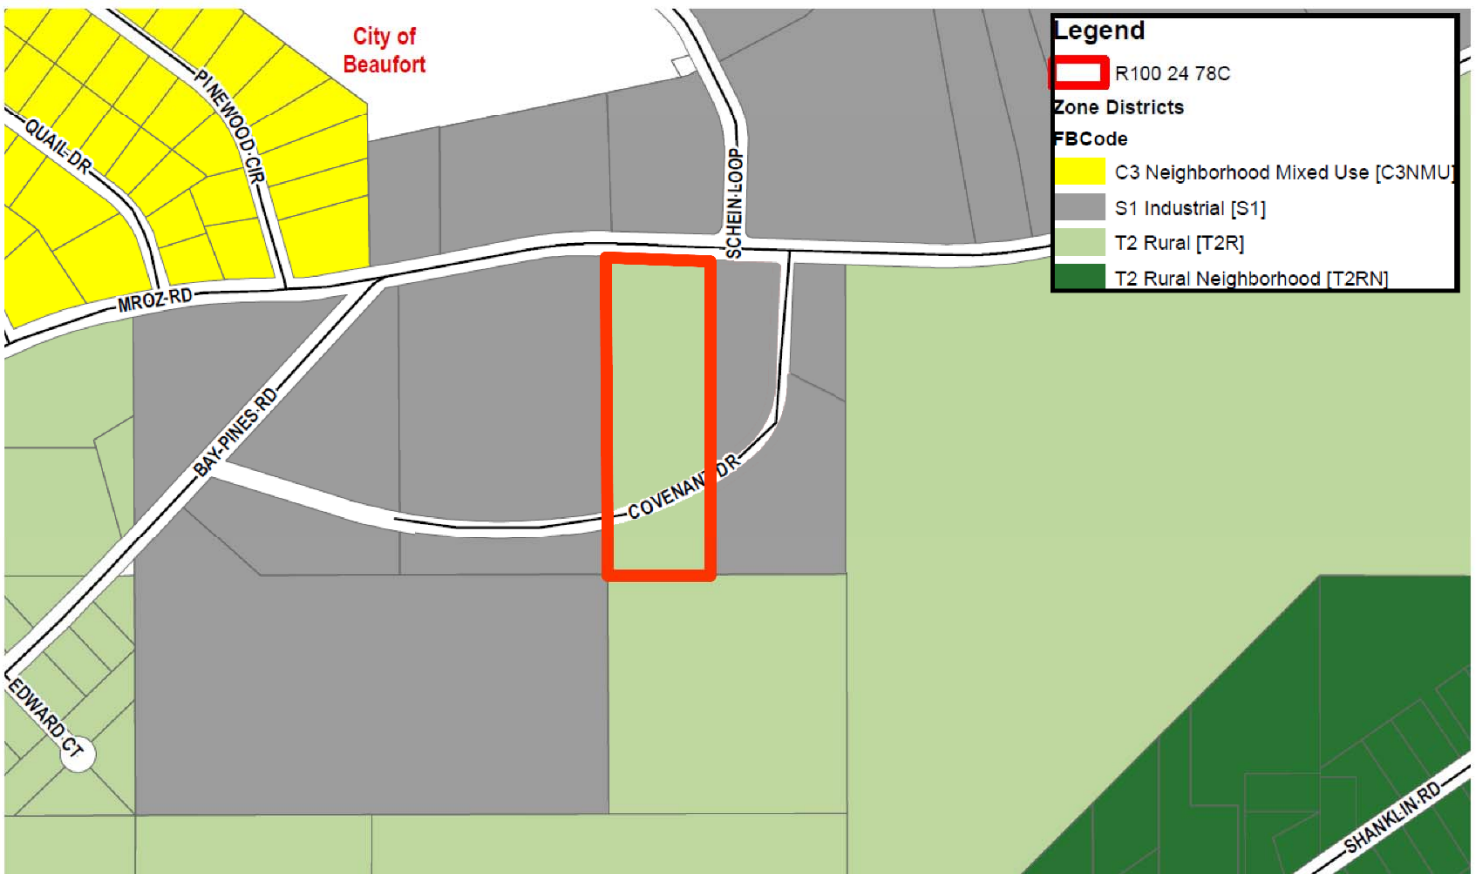 City of
Beaufort
Legend
R100 24 78C
Zone Districts
FBCode
C3 Neighborhood Mixed Use [C3NMU]
S1 Industrial [S1]
T2 Rural [T2R]
T2 Rural Neighborhood [T2RN]
PINEWOOD CIR
QUAIL DR
SCHEIN LOOP
MROZ RD
BAY PINES RD
COVENANT DR
EDWARD CT
SHANKLIN RD